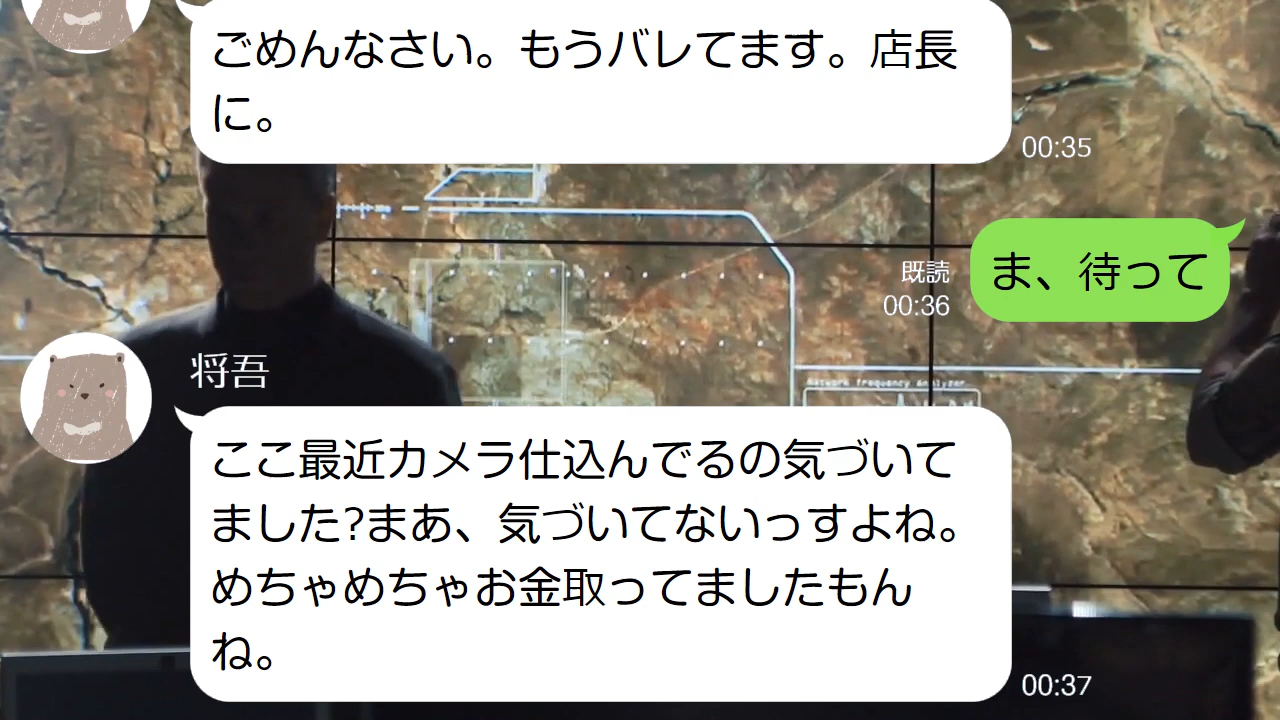 ごめんなさい。もうバレてます。店長
に。
00:35
ま、待って
既読
00:36
将吾
ここ最近カメラ仕込んでるの気づいて
ました?まあ、気づいてないっすよね。
めちゃめちゃお金取ってましたもん
ね。
00:37
Network Frequency Analyzer